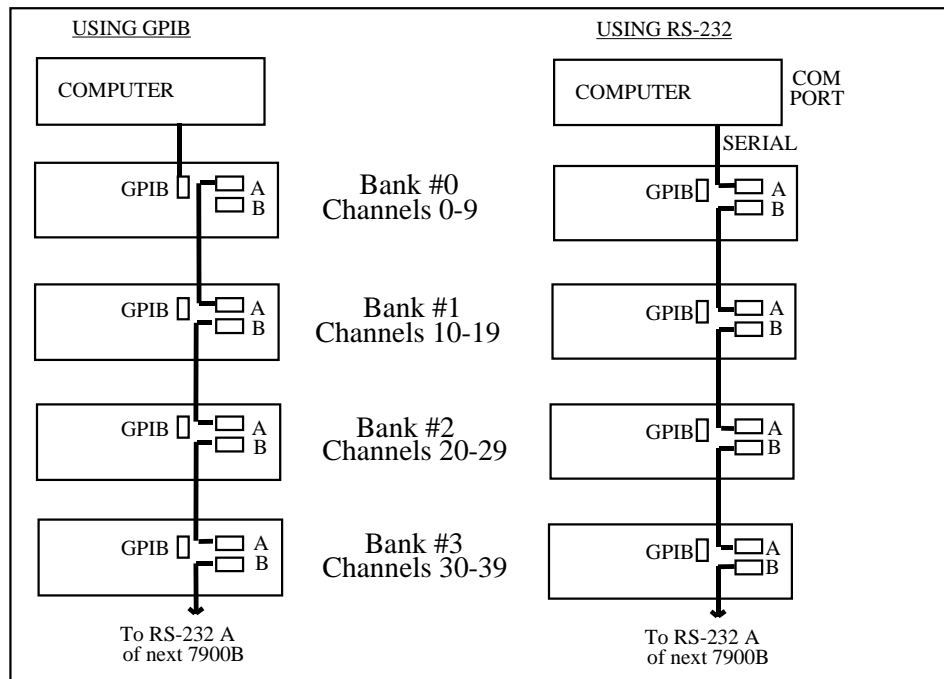 USING GPIB
COMPUTER
GPIB
A
B
GPIB
A
B
GPIB
A
B
GPIB
A
B
To RS-232 A
of next 7900B
Bank #0
Channels 0-9
Bank #1
Channels 10-19
Bank #2
Channels 20-29
Bank #3
Channels 30-39
USING RS-232
COMPUTER
COM
PORT
SERIAL
GPIB
A
B
GPIB
A
B
GPIB
A
B
GPIB
A
B
To RS-232 A
of next 7900B